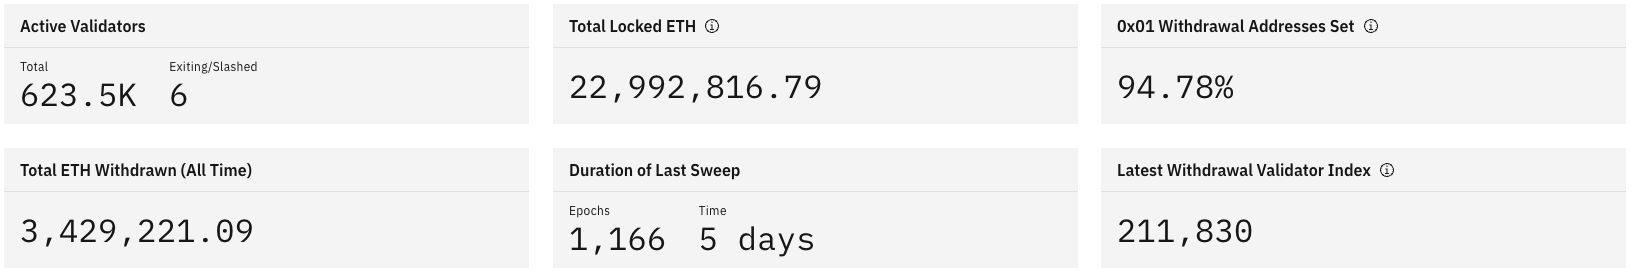 Active Validators
Total Exiting/Slashed
623.5K 6
Total Locked ETH
22,992,816.79
0x01 Withdrawal Addresses Set
94.78%
Total ETH Withdrawn (All Time)
3,429,221.09
Duration of Last Sweep
Epochs Time
1,166 5 days
Latest Withdrawal Validator Index
211,830